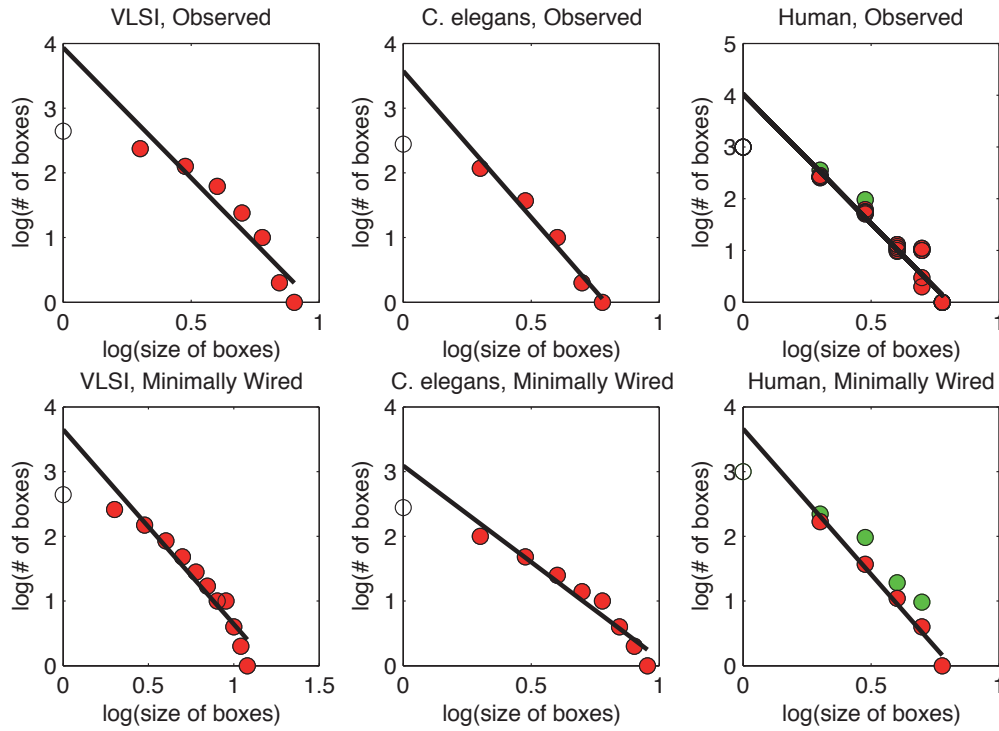 VLSI, Observed
C. elegans, Observed
Human, Observed
4
3
2
1
0
log(# of boxes)
0
0.5
1
log(size of boxes)
4
3
2
1
0
log(# of boxes)
0
0.5
1
log(size of boxes)
5
4
3
2
1
0
log(# of boxes)
0
0.5
1
log(size of boxes)
VLSI, Minimally Wired
C. elegans, Minimally Wired
Human, Minimally Wired
4
3
2
1
0
log(# of boxes)
0
0.5
1
1.5
log(size of boxes)
4
3
2
1
0
log(# of boxes)
0
0.5
1
log(size of boxes)
4
3
2
1
0
log(# of boxes)
0
0.5
1
log(size of boxes)